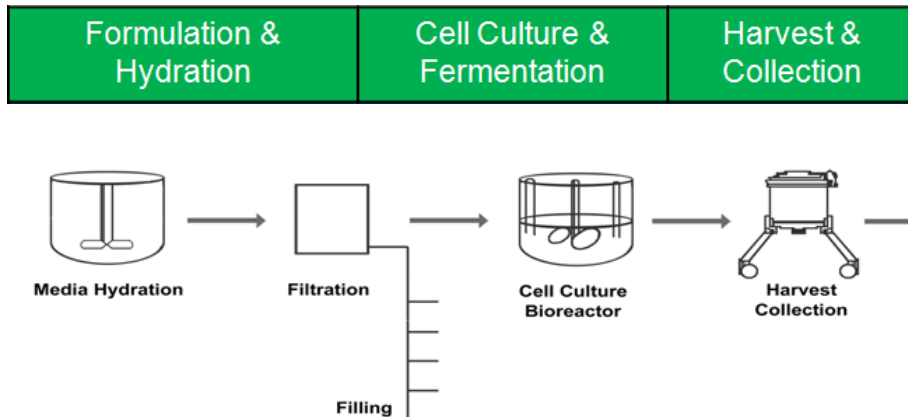 Formulation &
Hydration
Cell Culture &
Fermentation
Harvest &
Collection
Media Hydration
Filtration
Cell Culture
Bioreactor
Harvest
Collection
Filling